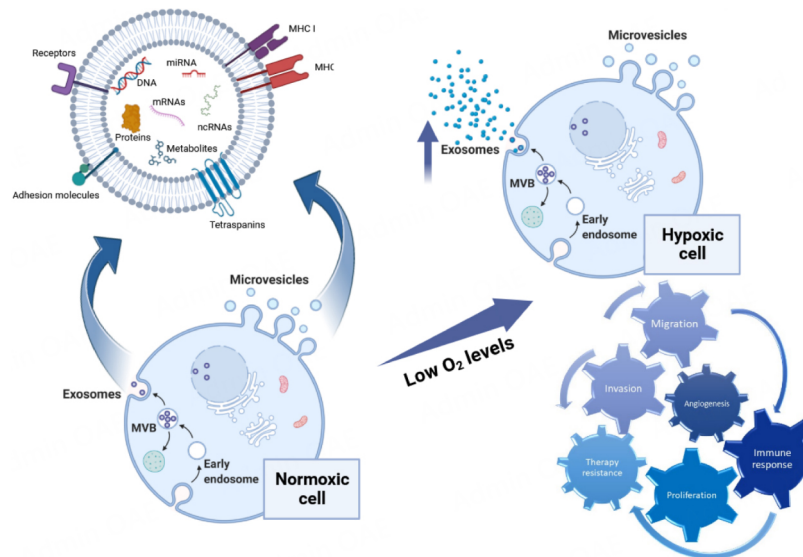 MHC I
Receptors
miRNA
MHC
DNA
mRNAs
ncRNAs
Proteins
Metabolites
Adhesion molecules
Tetraspanins
Microvesicles
Exosomes
MVB
Early
endosome
Normoxic
cell
Low O₂ levels
Microvesicles
Exosomes
MVB
Early
endosome
Hypoxic
cell
Migration
Invasion
Angiogenesis
Immune
response
Therapy
resistance
Proliferation